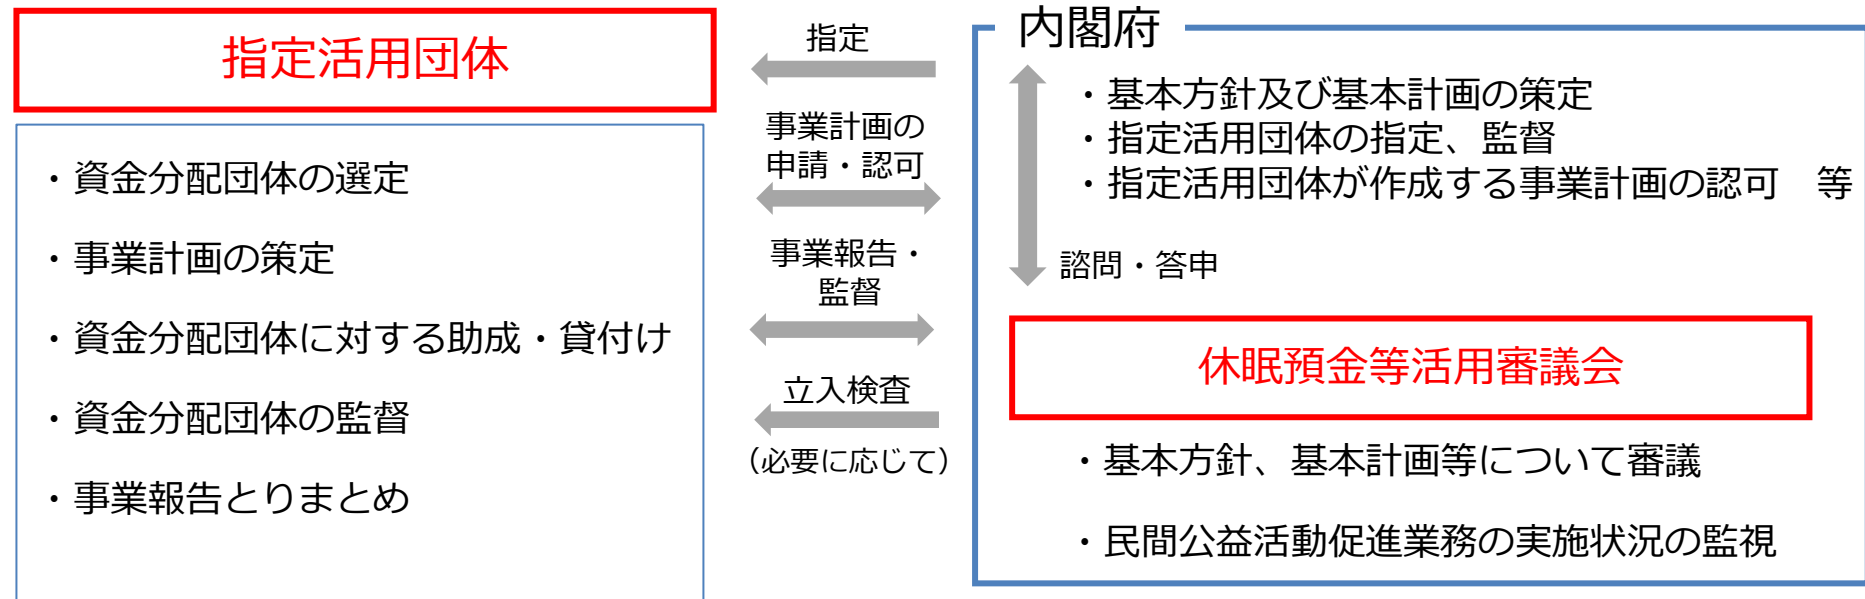 指定活用団体
・資金分配団体の選定
・事業計画の策定
・資金分配団体に対する助成・貸付け
・資金分配団体の監督
・事業報告とりまとめ
指定
事業計画の
申請・認可
事業報告・
監督
立入検査
（必要に応じて）
内閣府
・基本方針及び基本計画の策定
・指定活用団体の指定、監督
・指定活用団体が作成する事業計画の認可　等
諮問・答申
休眠預金等活用審議会
・基本方針、基本計画等について審議
・民間公益活動促進業務の実施状況の監視